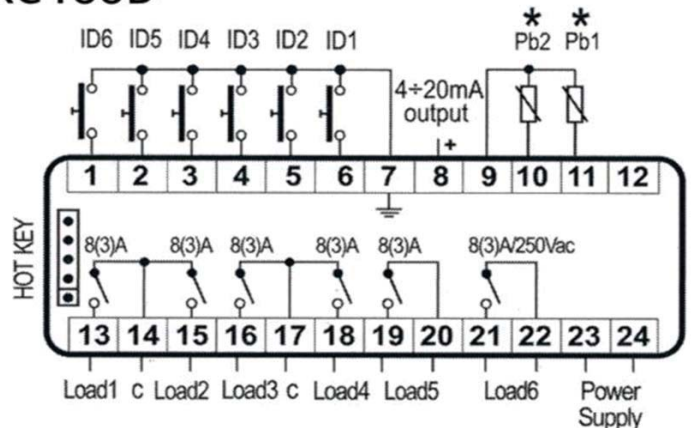 ID6 ID5 ID4 ID3 ID2 ID1
* *
Pb2 Pb1
4÷20mA
output
+
1 2 3 4 5 6 7 8 9 10 11 12
HOT KEY
8(3)A 8(3)A 8(3)A 8(3)A 8(3)A 8(3)A/250Vac
13 14 15 16 17 18 19 20 21 22 23 24
Load1 C Load2 Load3 C Load4 Load5 Load6 Power
Supply